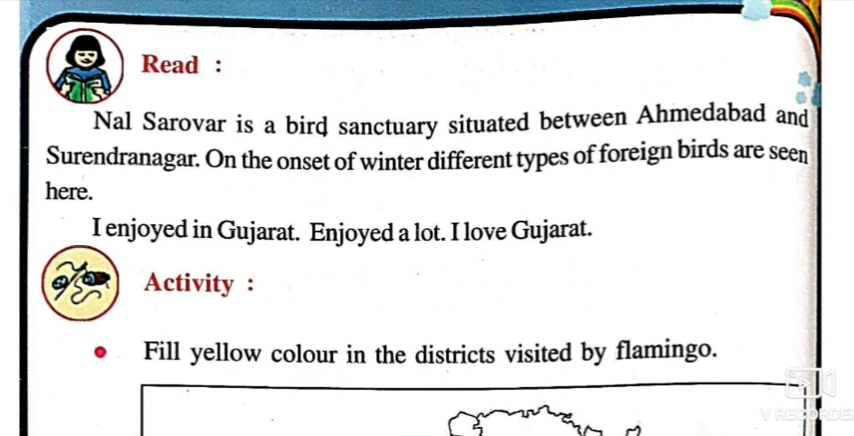 Read :
Nal Sarovar is a bird sanctuary situated between Ahmedabad and
Surendranagar. On the onset of winter different types of foreign birds are seen
here.
I enjoyed in Gujarat. Enjoyed a lot. I love Gujarat.
Activity :
Fill yellow colour in the districts visited by flamingo.
V RECORDER